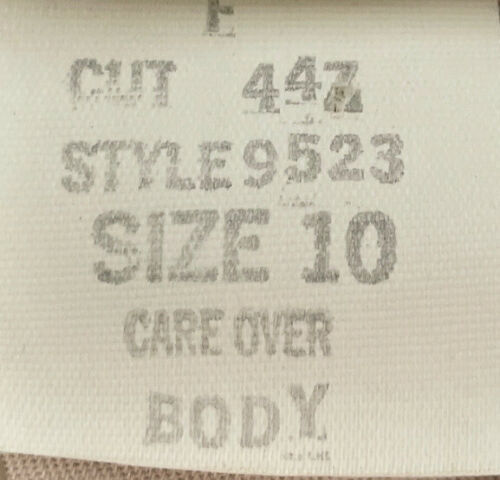 E
CUT 447
STYLE 9523
SIZE 10
CARE OVER
BODY